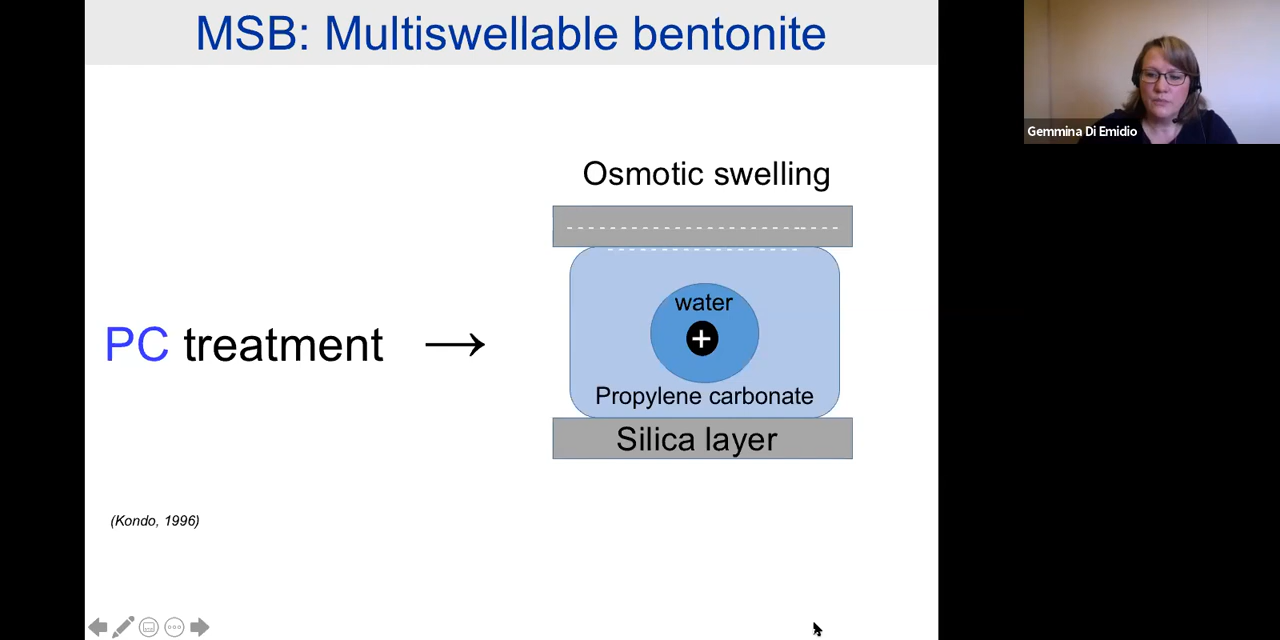 MSB: Multiswellable bentonite
Osmotic swelling
water
+
PC treatment →
Propylene carbonate
Silica layer
(Kondo, 1996)
Gemmina Di Emidio